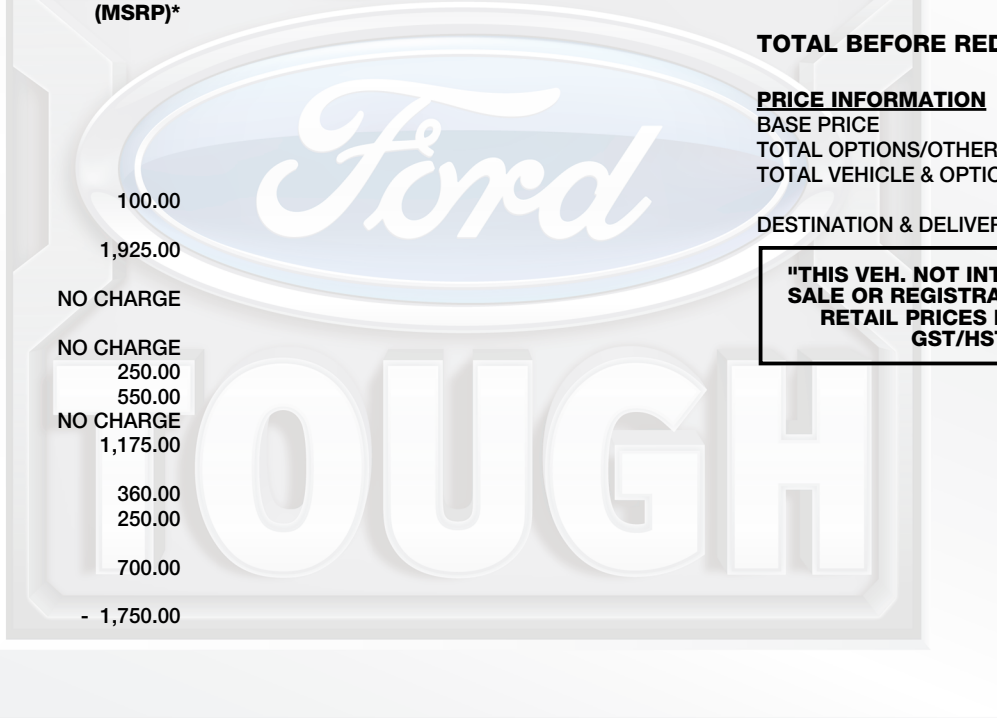 (MSRP)*
100.00
1,925.00
NO CHARGE
NO CHARGE
250.00
550.00
NO CHARGE
1,175.00
360.00
250.00
700.00
- 1,750.00
TOTAL BEFORE RED
PRICE INFORMATION
BASE PRICE
TOTAL OPTIONS/OTHER
TOTAL VEHICLE & OPTIO
DESTINATION & DELIVER
"THIS VEH. NOT INT
SALE OR REGISTRA
RETAIL PRICES
GST/HST
Ford
TOUGH